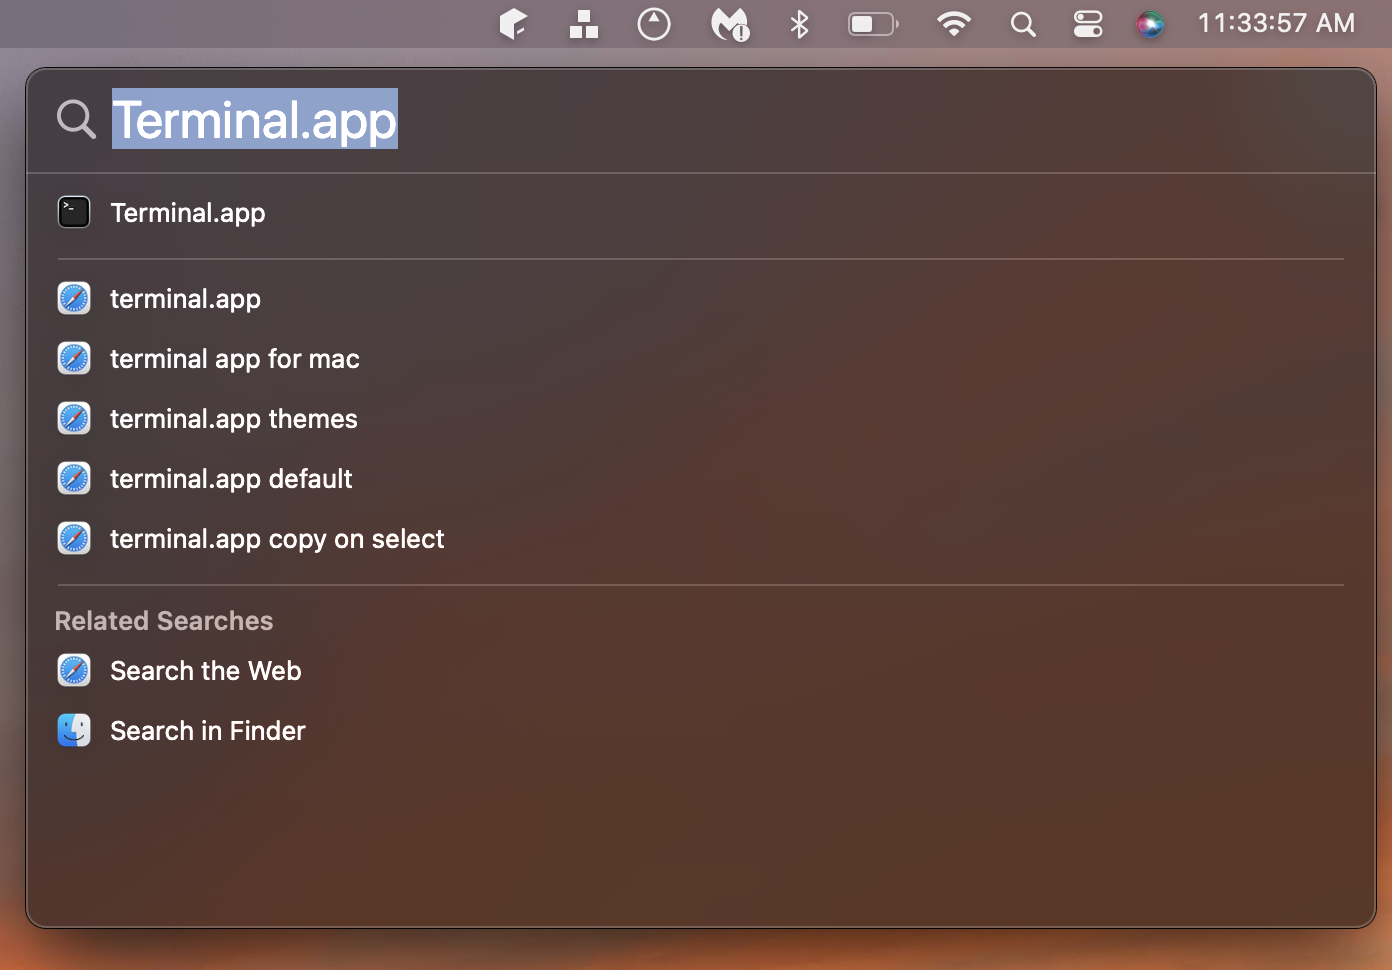 11:33:57 AM
Terminal.app
Terminal.app
terminal.app
terminal app for mac
terminal.app themes
terminal.app default
terminal.app copy on select
Related Searches
Search the Web
Search in Finder